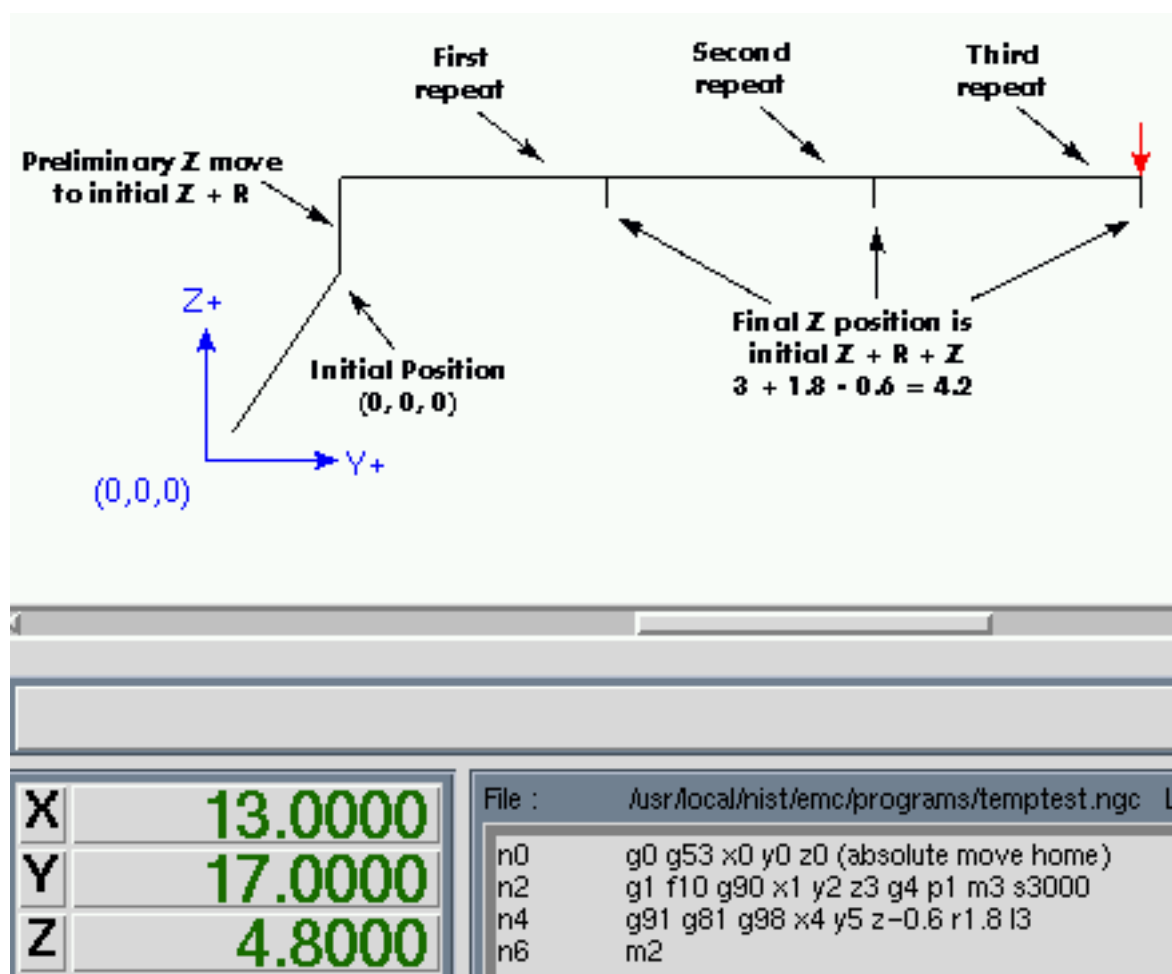 First
repeat
Second
repeat
Third
repeat
Preliminary Z move
to initial Z + R
Z+
Initial Position
(0, 0, 0)
Final Z position is
initial Z + R + Z
3 + 1.8 - 0.6 = 4.2
Y+
(0,0,0)
X 13.0000
Y 17.0000
Z 4.8000
File : /usr/local/nist/emc/programs/temptest.ngc L
n0 g0 g53 x0 y0 z0 (absolute move home)
n2 g1 f10 g90 x1 y2 z3 g4 p1 m3 s3000
n4 g91 g81 g98 x4 y5 z-0.6 r1.8 l3
n6 m2